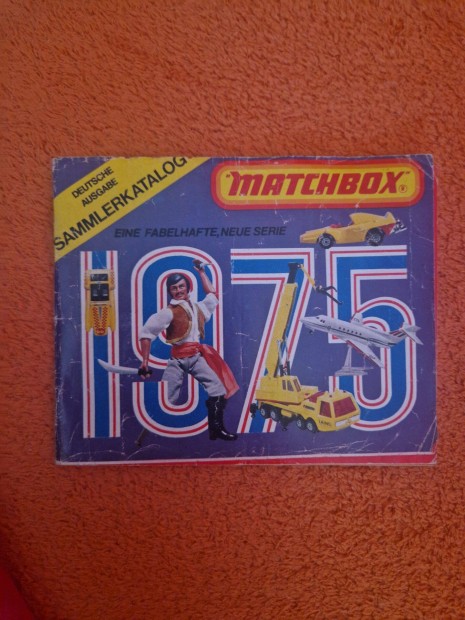 DEUTSCHE
AUSGABE
SAMMLERKATALOG
"MATCHBOX"®
EINE FABELHAFTE, NEUE SERIE
1975